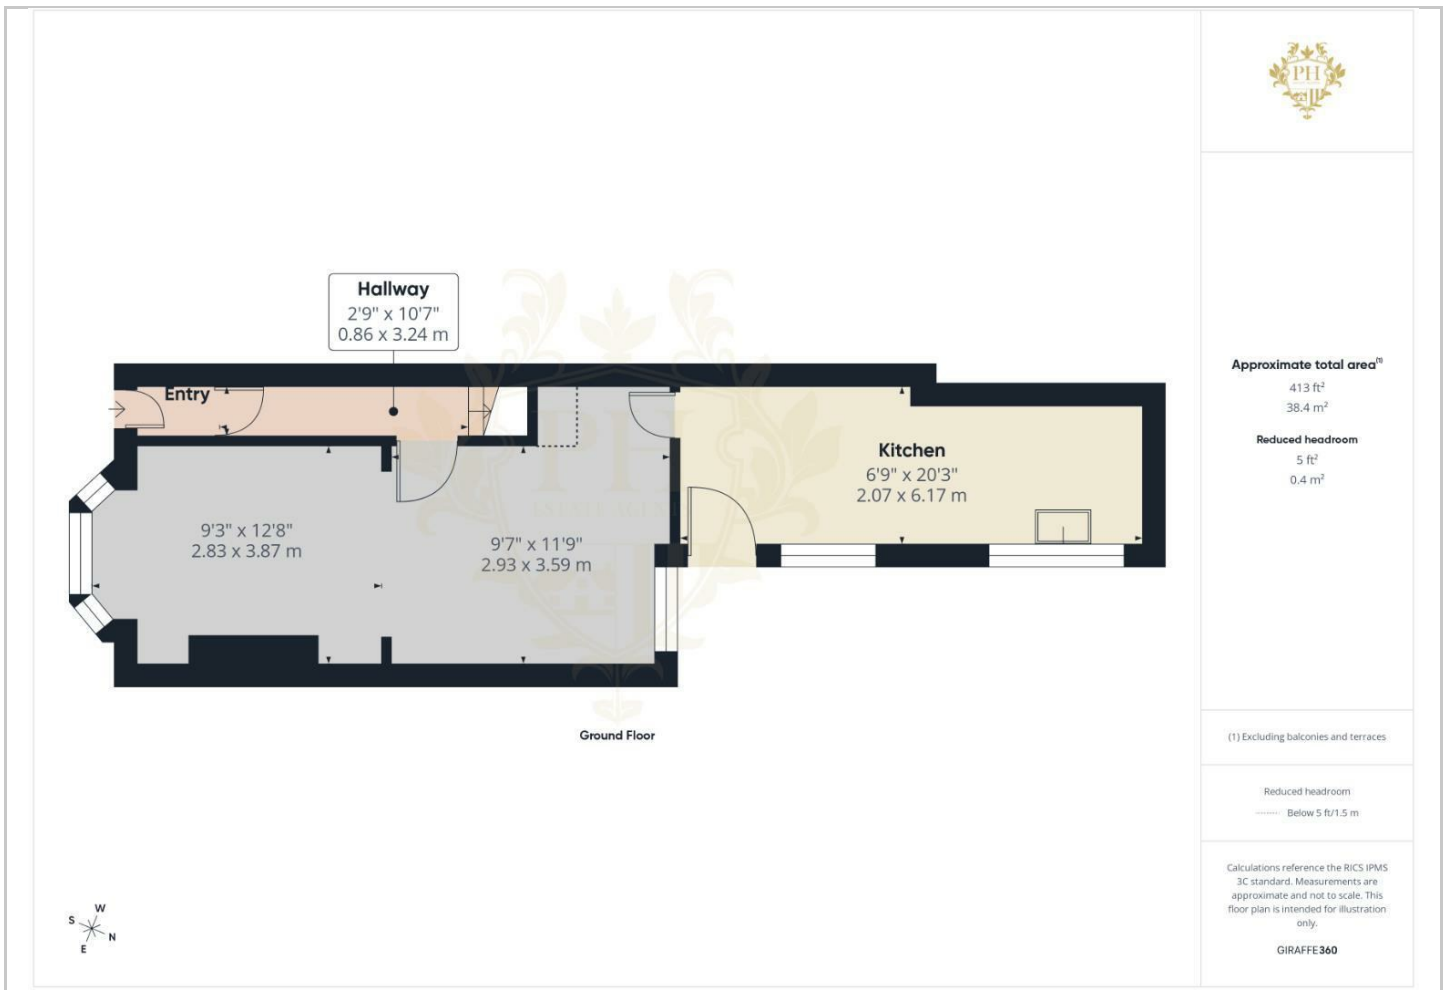 PH
Hallway
2'9" x 10'7"
0.86 x 3.24 m
Entry
Kitchen
6'9" x 20'3"
2.07 x 6.17 m
9'3" x 12'8"
2.83 x 3.87 m
9'7" x 11'9"
2.93 x 3.59 m
PH
ESTATE AGENT
Ground Floor
W
S
N
E
Approximate total area(1)
413 ft²
38.4 m²
Reduced headroom
5 ft²
0.4 m²
(1) Excluding balconies and terraces
Reduced headroom
Below 5 ft/1.5 m
Calculations reference the RICS IPMS
3C standard. Measurements are
approximate and not to scale. This
floor plan is intended for illustration
only.
GIRAFFE360